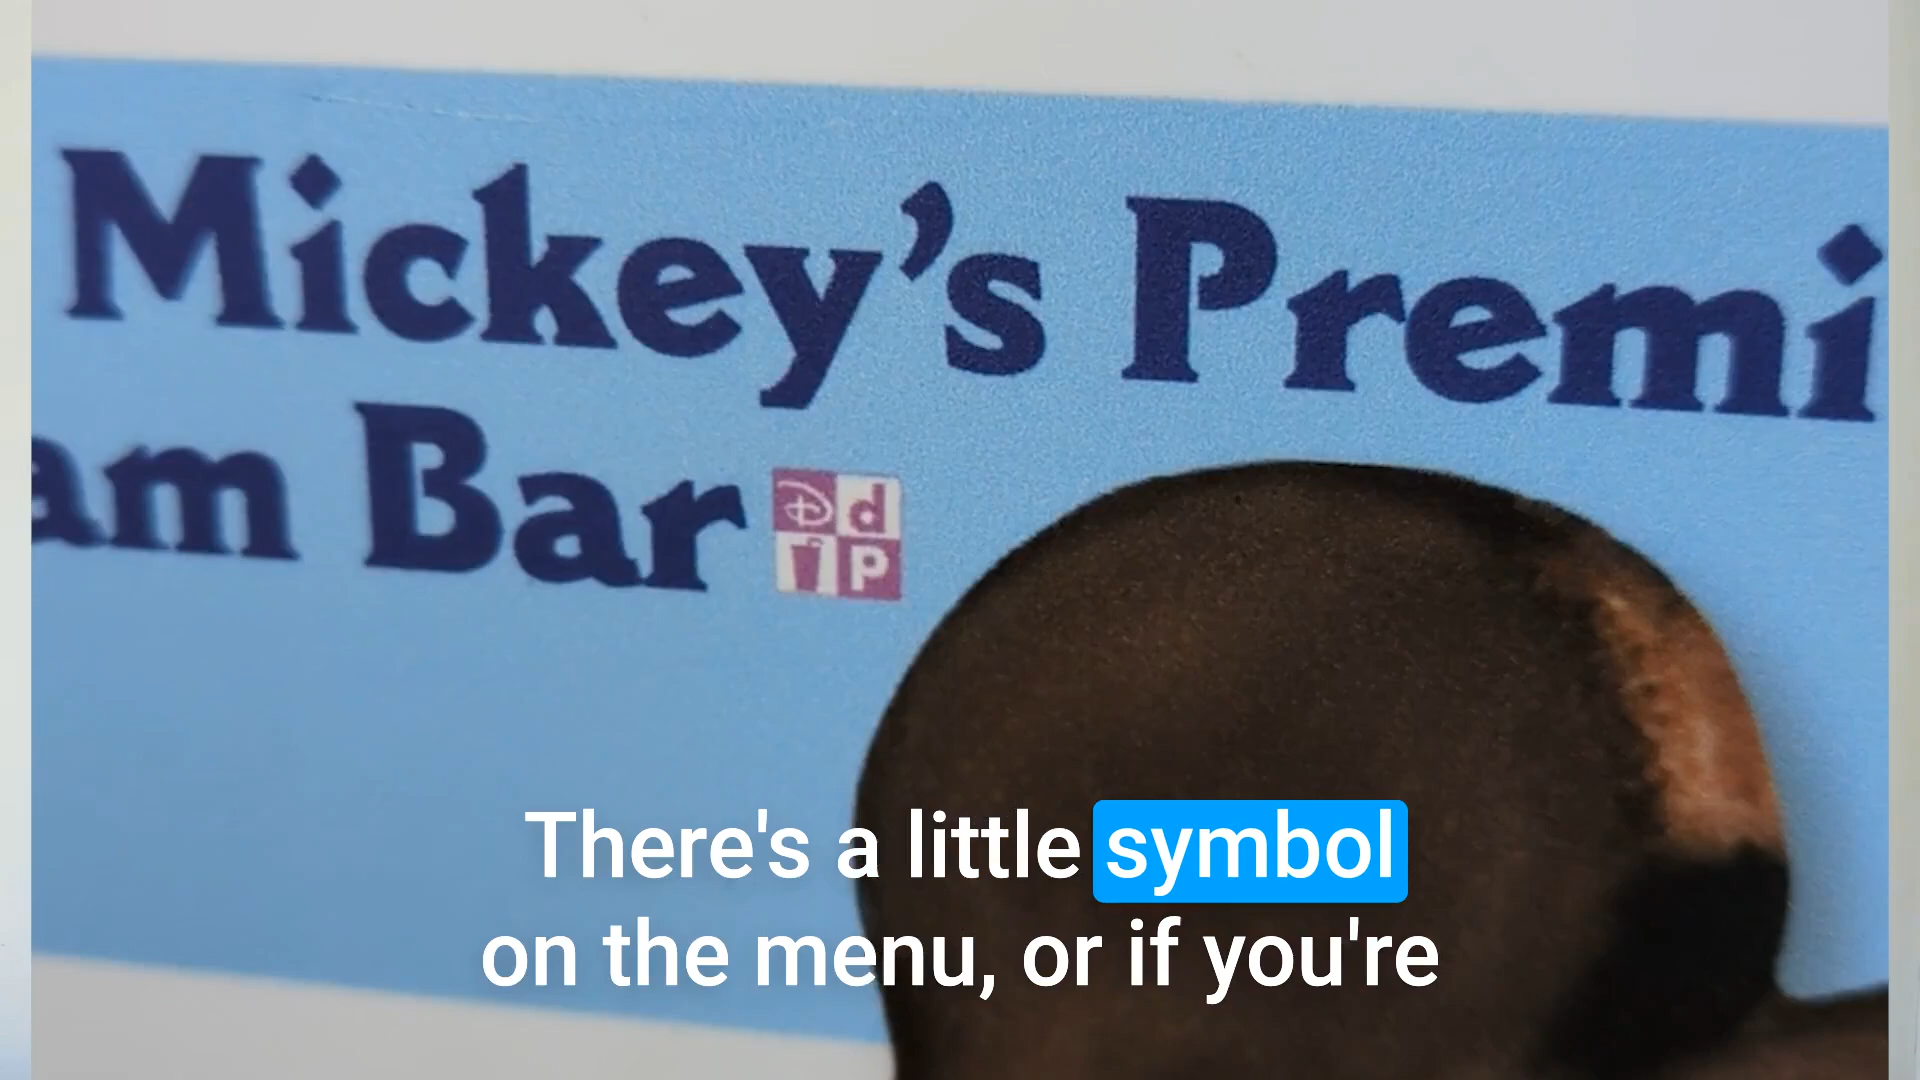 Mickey's Premi
am Bar
D d
P
There's a little symbol
on the menu, or if you're